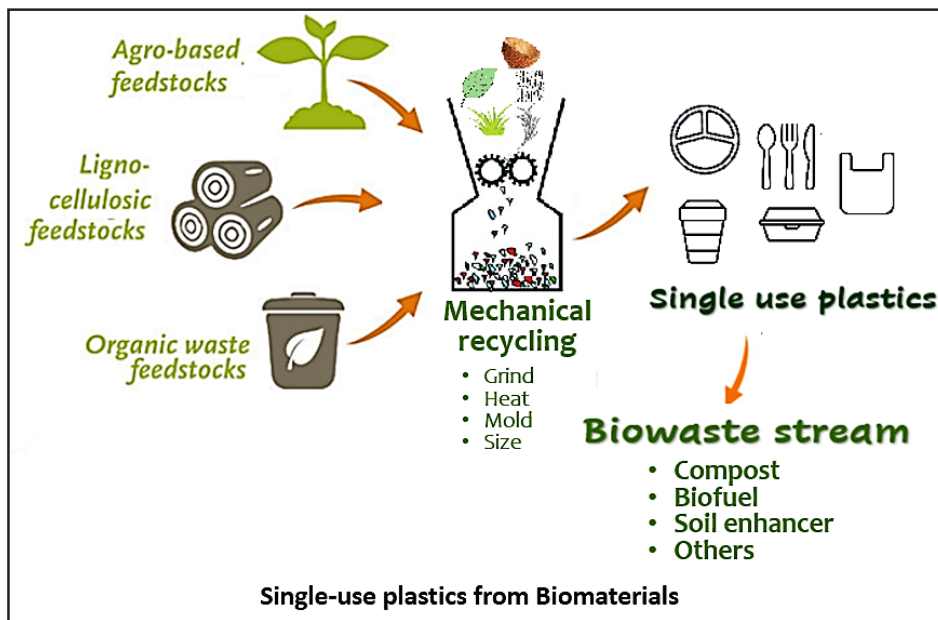 Agro-based
feedstocks
Ligno-
cellulosic
feedstocks
Organic waste
feedstocks
Mechanical
recycling
• Grind
• Heat
• Mold
• Size
Single use plastics
Biowaste stream
• Compost
• Biofuel
• Soil enhancer
• Others
Single-use plastics from Biomaterials